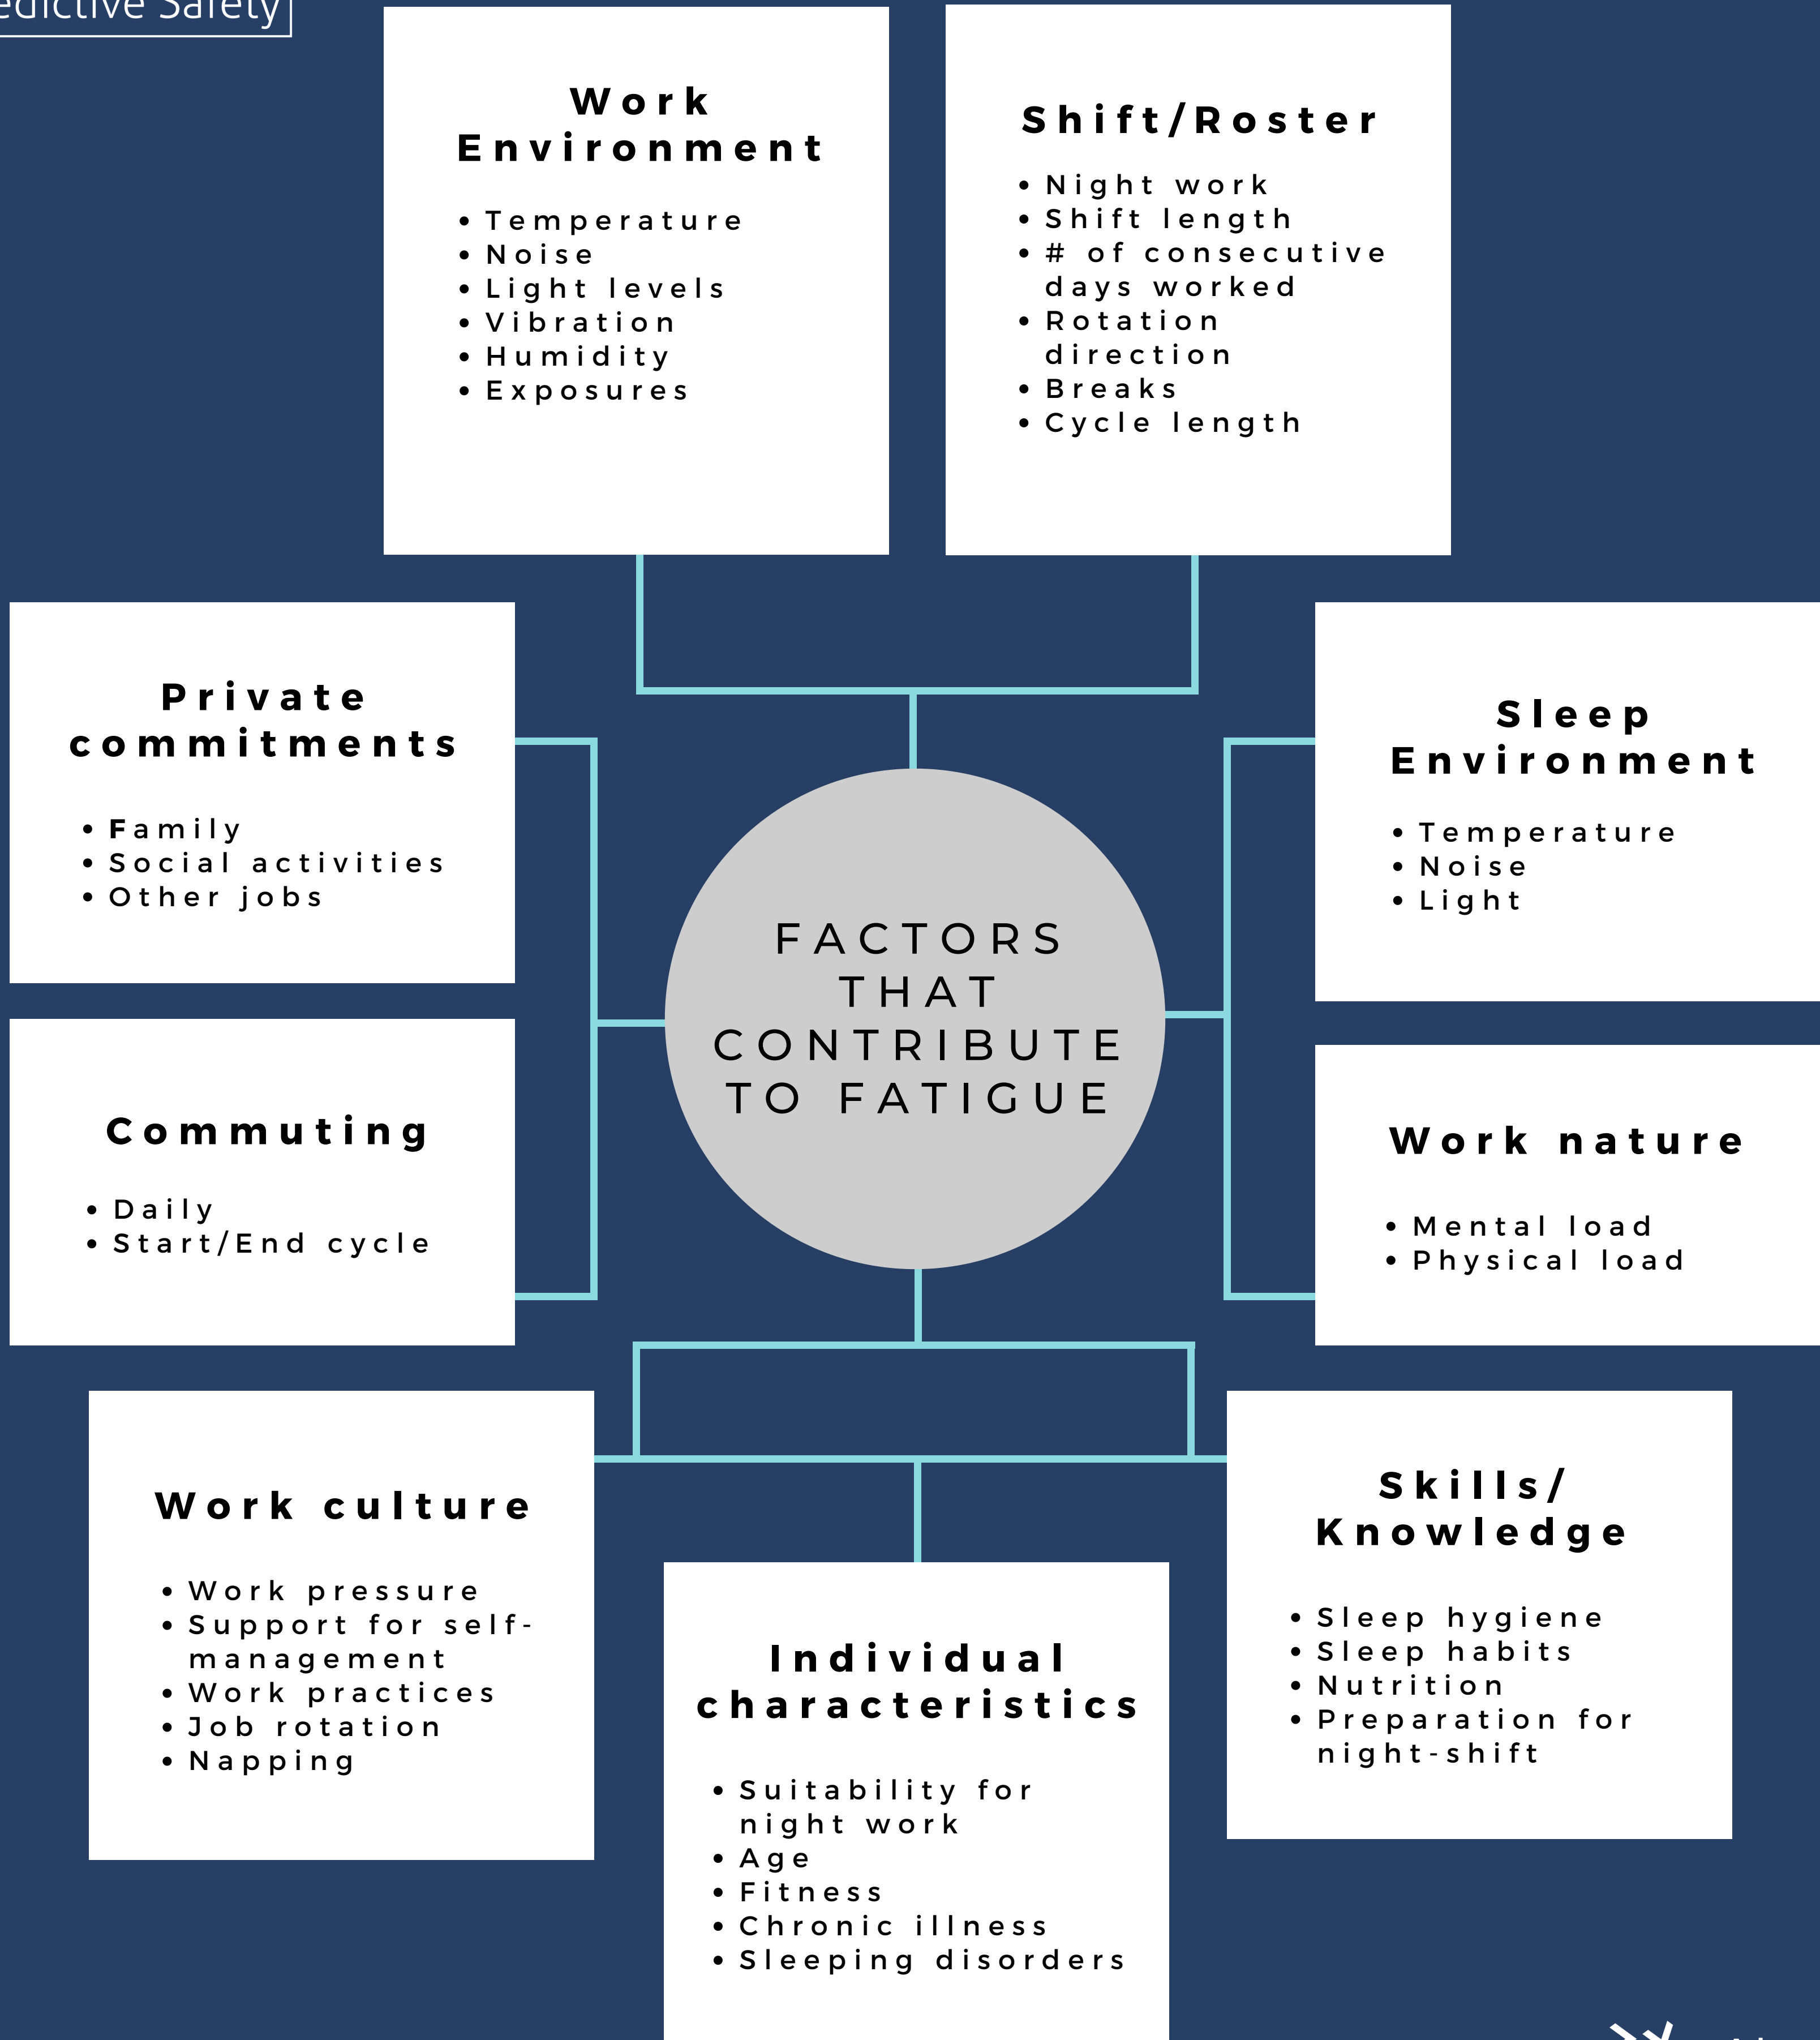 Safety
Work
Environment
• Temperature
• Noise
• Light levels
• Vibration
• Humidity
• Exposures
Shift/Roster
• Night work
• Shift length
• # of consecutive
days worked
• Rotation
direction
• Breaks
• Cycle length
Private
commitments
• Family
• Social activities
• Other jobs
Sleep
Environment
• Temperature
• Noise
• Light
FACTORS
THAT
CONTRIBUTE
TO FATIGUE
Commuting
• Daily
• Start/End cycle
Work nature
• Mental load
• Physical load
Work culture
• Work pressure
• Support for self-
management
• Work practices
• Job rotation
• Napping
Individual
characteristics
• Suitability for
night work
• Age
• Fitness
• Chronic illness
• Sleeping disorders
Skills/
Knowledge
• Sleep hygiene
• Sleep habits
• Nutrition
• Preparation for
night-shift